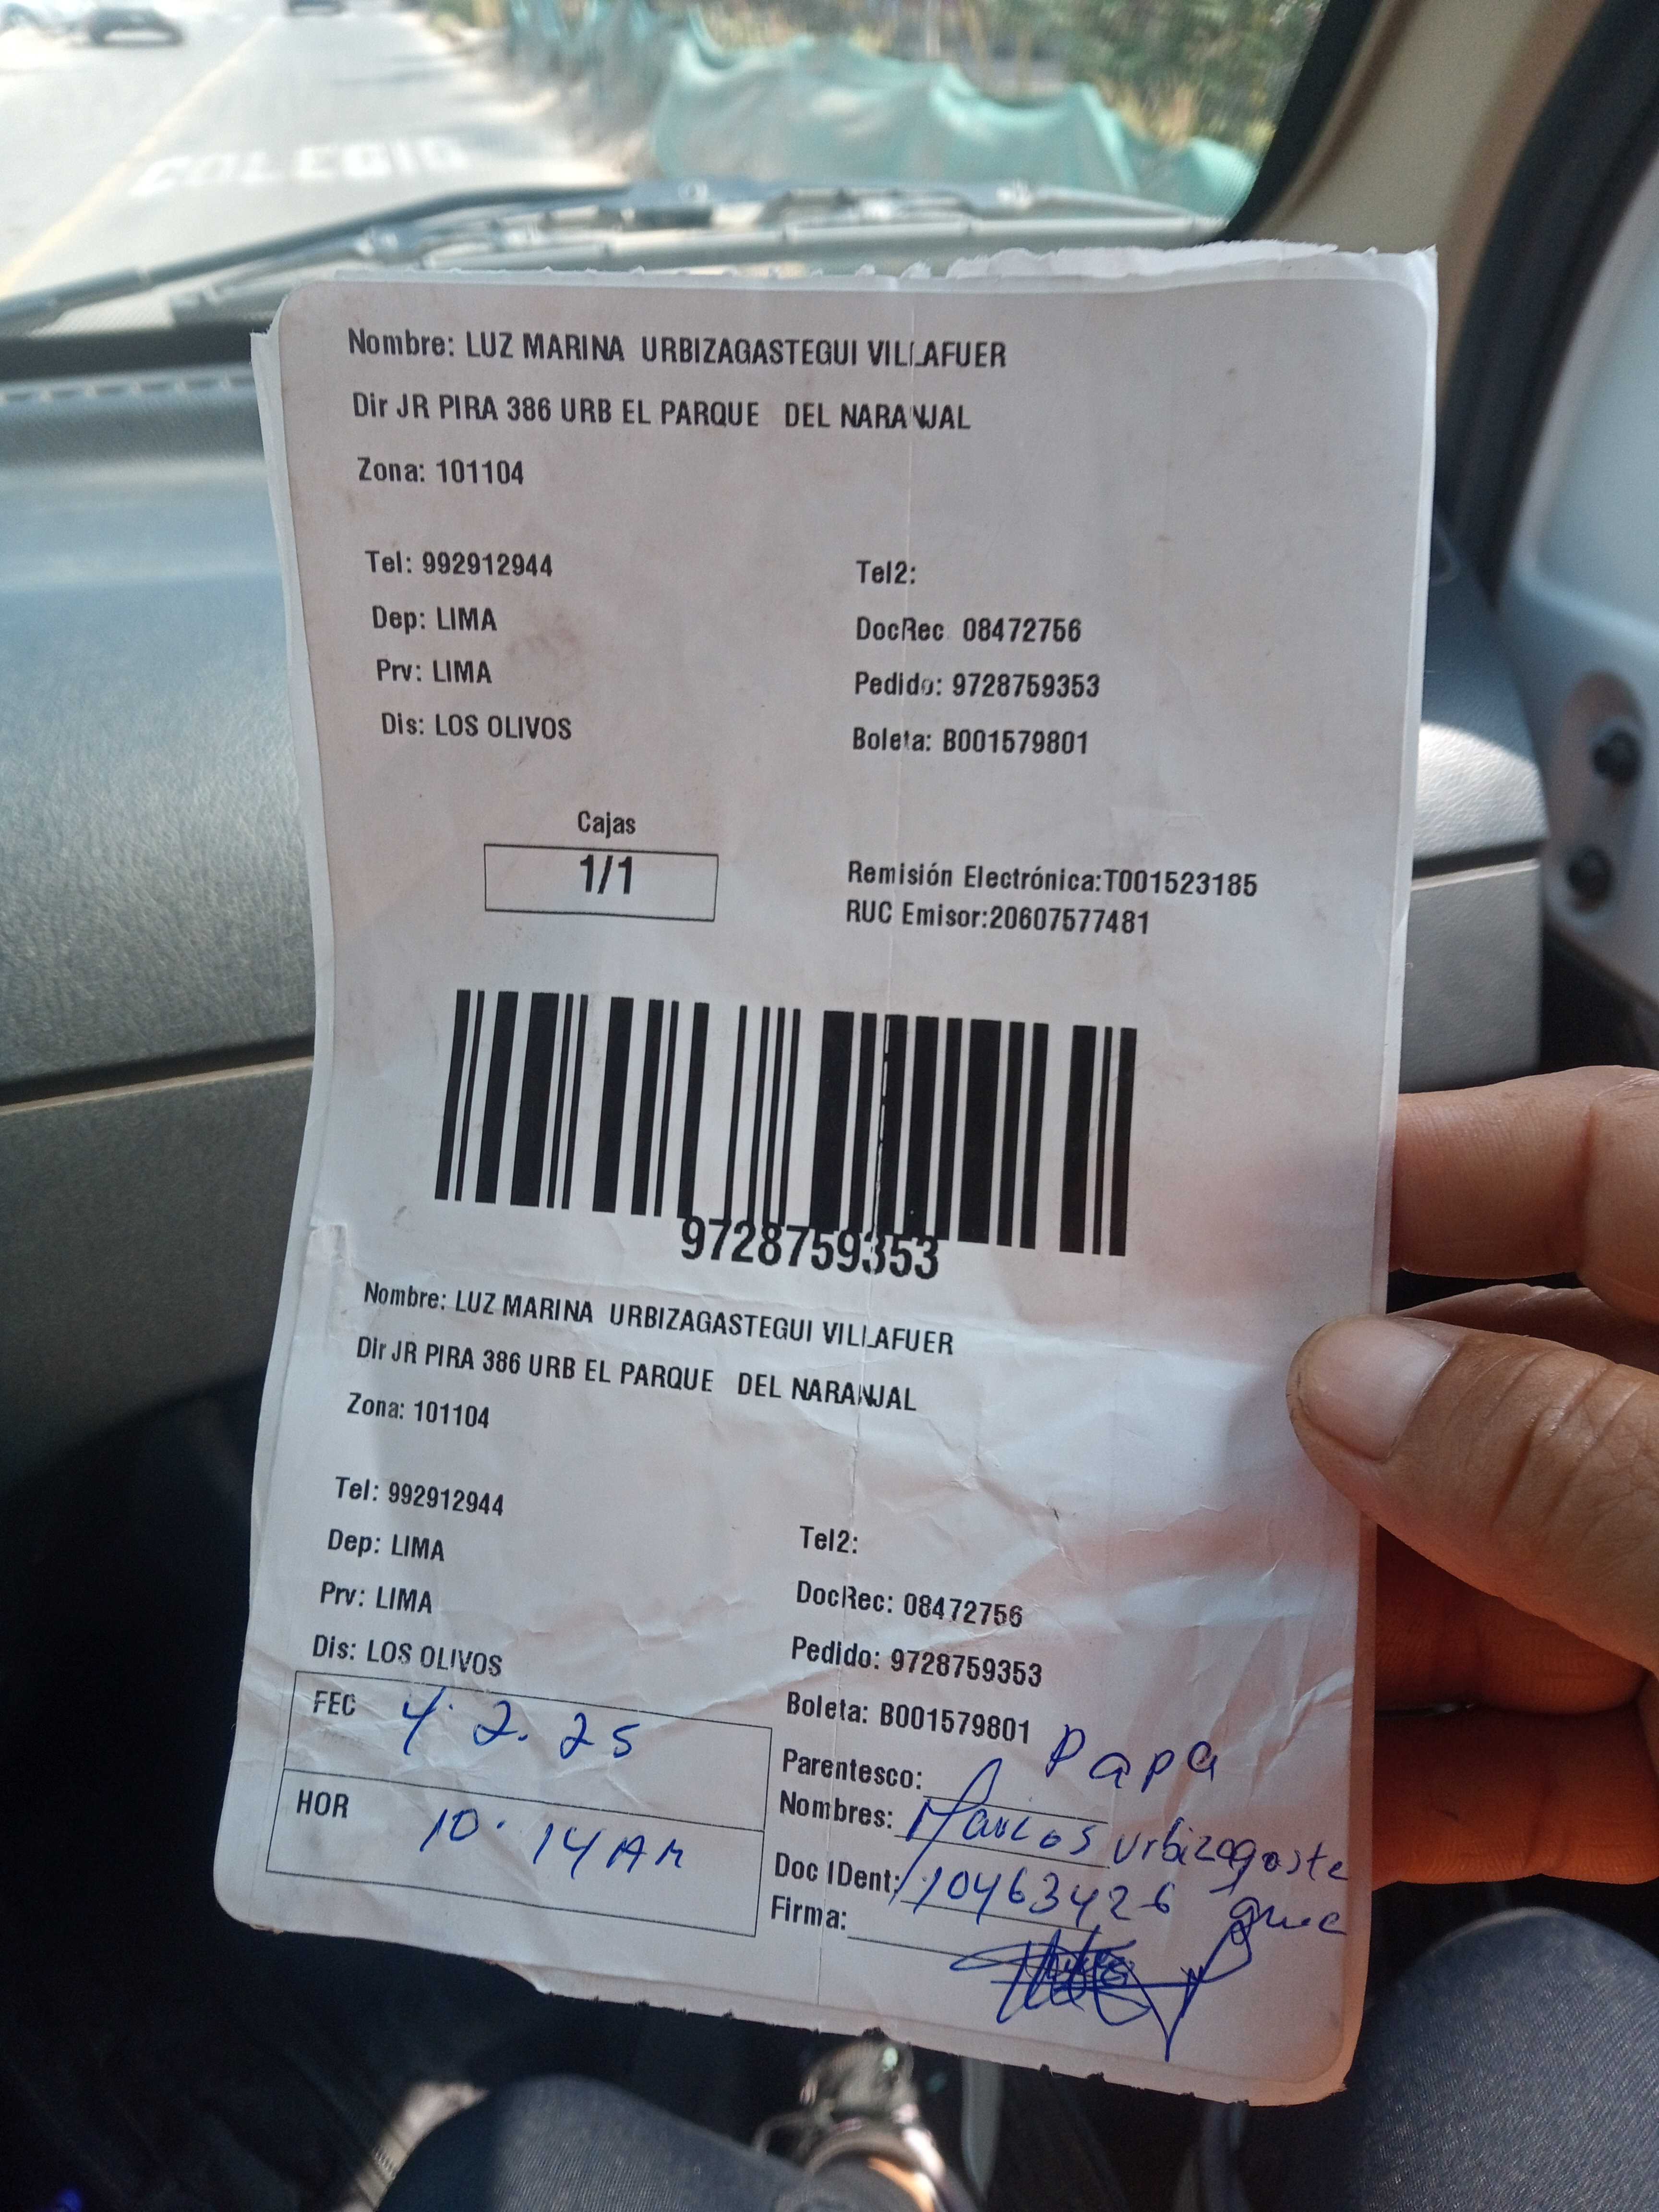 COLEGIO
Nombre: LUZ MARINA URBIZAGASTEGUI VILLAFUER
Dir JR PIRA 386 URB EL PARQUE DEL NARANJAL
Zona: 101104
Tel: 992912944 Tel2:
Dep: LIMA DocRec 08472756
Prv: LIMA Pedido: 9728759353
Dis: LOS OLIVOS Boleta: B001579801
Cajas
1/1
Remisión Electrónica:T001523185
RUC Emisor:20607577481
9728759353
Nombre: LUZ MARINA URBIZAGASTEGUI VILLAFUER
Dir JR PIRA 386 URB EL PARQUE DEL NARANJAL
Zona: 101104
Tel: 992912944 Tel2:
Dep: LIMA DocRec: 08472756
Prv: LIMA Pedido: 9728759353
Dis: LOS OLIVOS Boleta: B001579801
FEC 4.2.25
HOR 10.14 AM
Parentesco: Papa
Nombres: Marcos Urbizagaste
Doc IDent: 10463426
Firma: